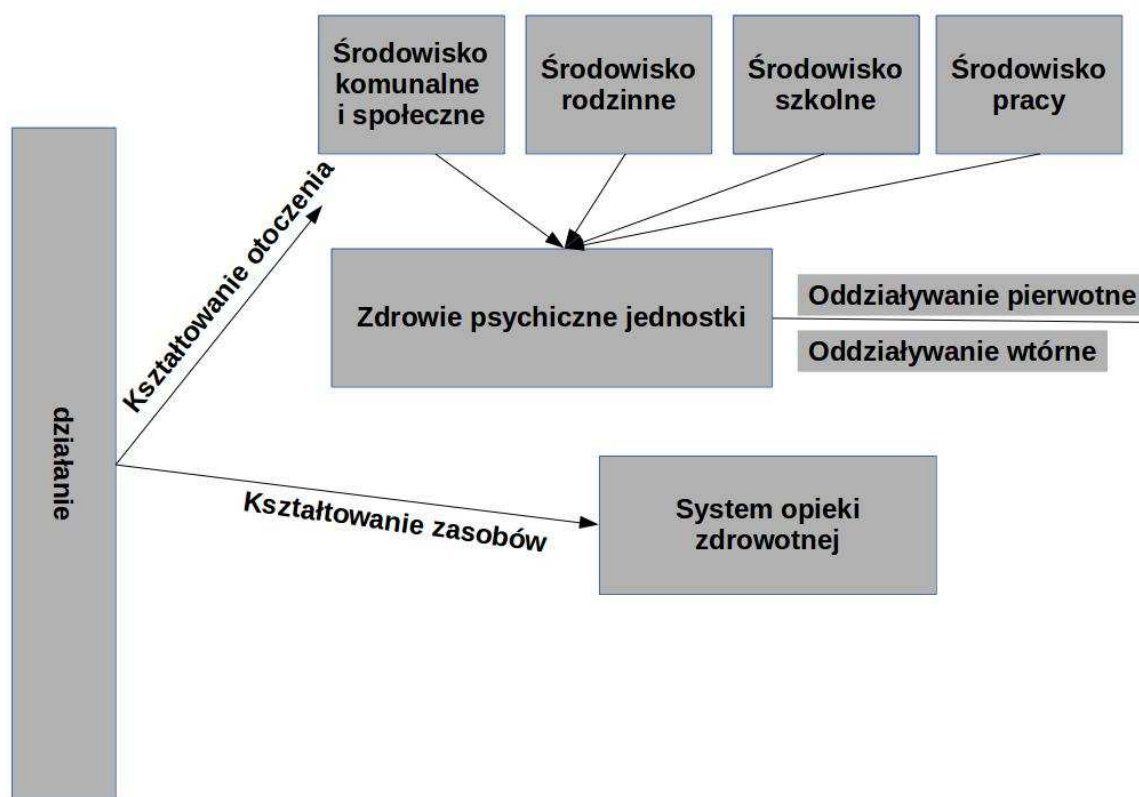 Środowisko
komunalne
i społeczne
Środowisko
rodzinne
Środowisko
szkolne
Środowisko
pracy
Kształtowanie otoczenia
Zdrowie psychiczne jednostki
Oddziaływanie pierwotne
Oddziaływanie wtórne
działanie
Kształtowanie zasobów
System opieki
zdrowotnej